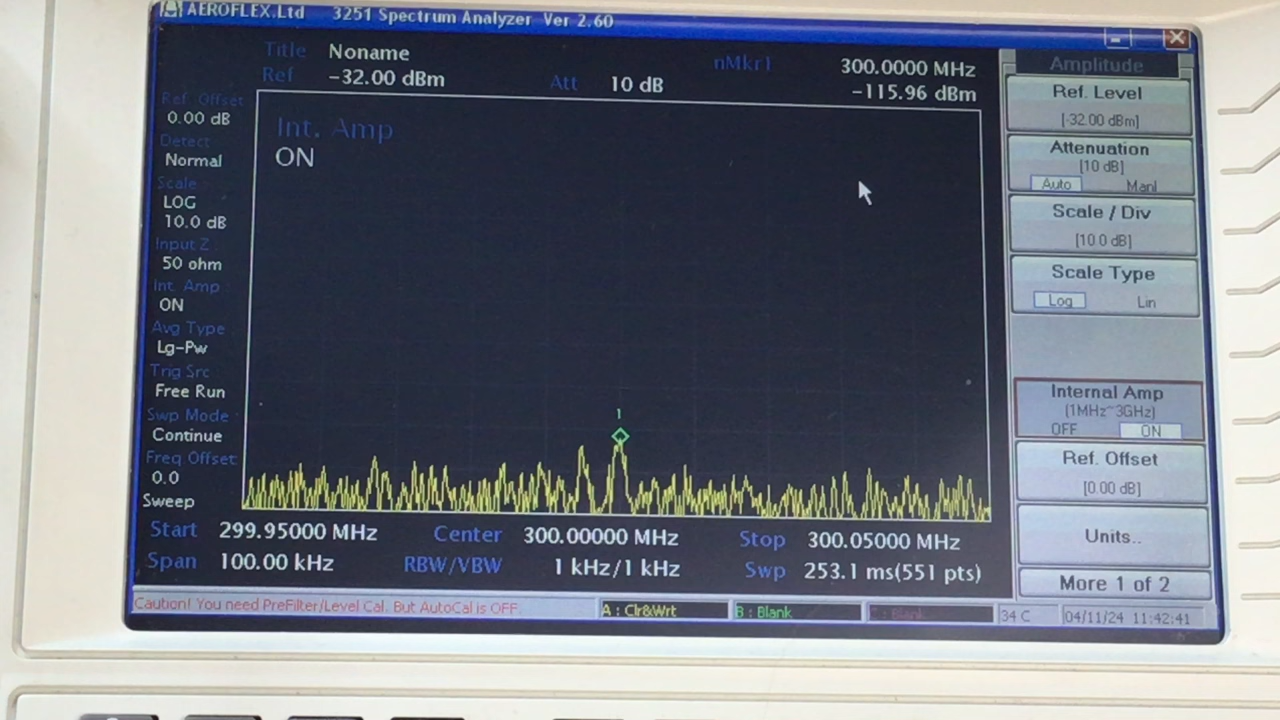 AEROFLEX.Ltd 3251 Spectrum Analyzer Ver 2.60
Title Noname
nMkr1 300.0000 MHz
Ref -32.00 dBm Att 10 dB -115.96 dBm
Ref. Offset
0.00 dB
Detect
Normal
Scale
LOG
10.0 dB
Input Z
50 ohm
Int. Amp
ON
Avg Type
Lg-Pw
Trig Src
Free Run
Swp Mode
Continue
Freq Offset
0.0
Sweep
Int. Amp
ON
1
Start 299.95000 MHz Center 300.00000 MHz Stop 300.05000 MHz
Span 100.00 kHz RBW/VBW 1 kHz/1 kHz Swp 253.1 ms(551 pts)
Caution! You need PreFilter/Level Cal. But AutoCal is OFF. A : Clr&Wrt B : Blank C : Blank 34 C 04/11/24 11:42:41
Amplitude
Ref. Level
[-32.00 dBm]
Attenuation
[10 dB]
Auto Manl
Scale / Div
[10.0 dB]
Scale Type
Log Lin
Internal Amp
(1MHz~3GHz)
OFF ON
Ref. Offset
[0.00 dB]
Units..
More 1 of 2